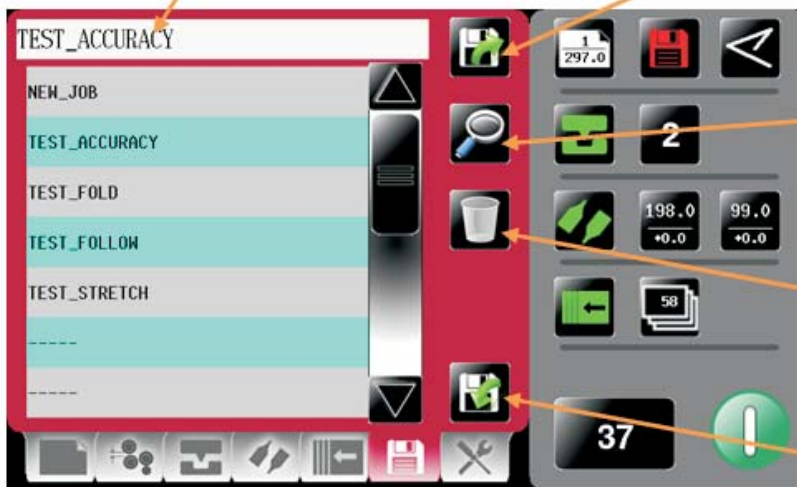 TEST_ACCURACY
NEW_JOB
TEST_ACCURACY
TEST_FOLD
TEST_FOLLOW
TEST_STRETCH
-----
-----
1
297.0
2
198.0
+0.0
99.0
+0.0
58
37